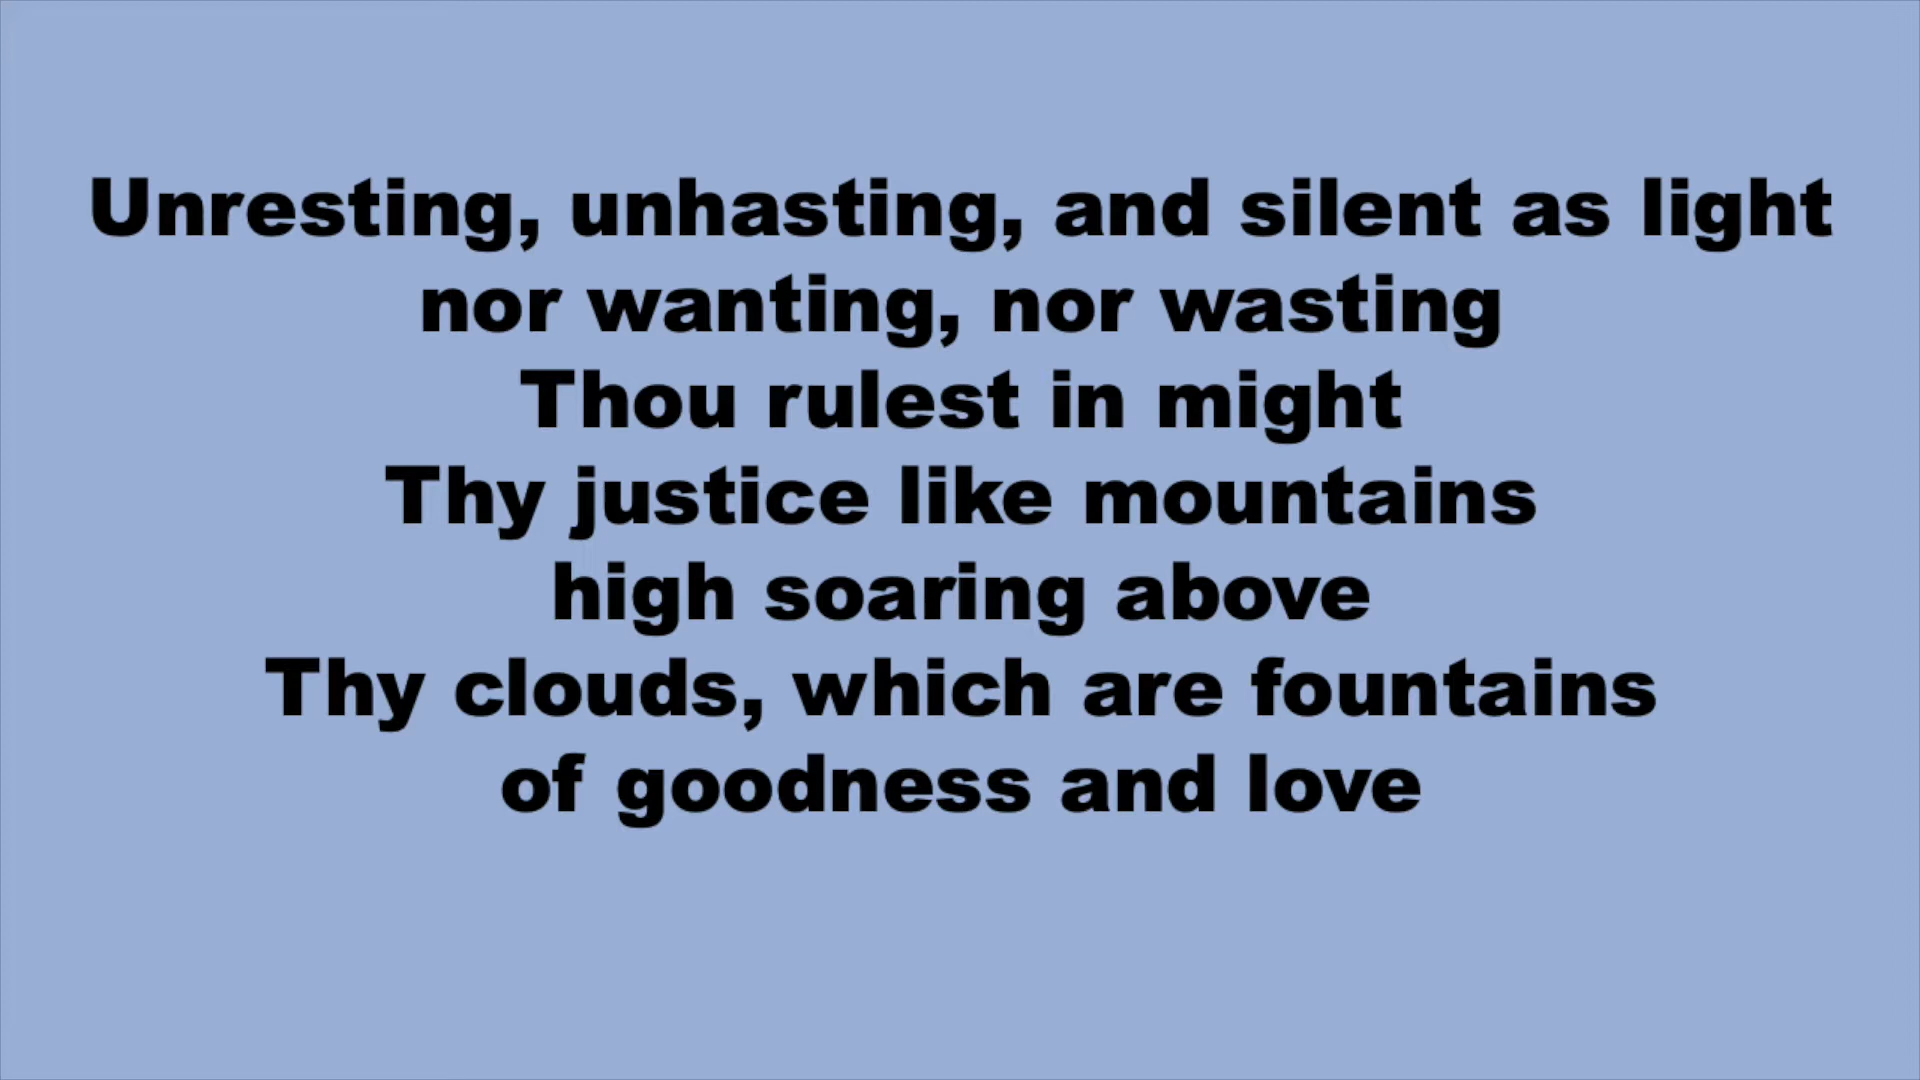 Unresting, unhasting, and silent as light
nor wanting, nor wasting
Thou rulest in might
Thy justice like mountains
high soaring above
Thy clouds, which are fountains
of goodness and love